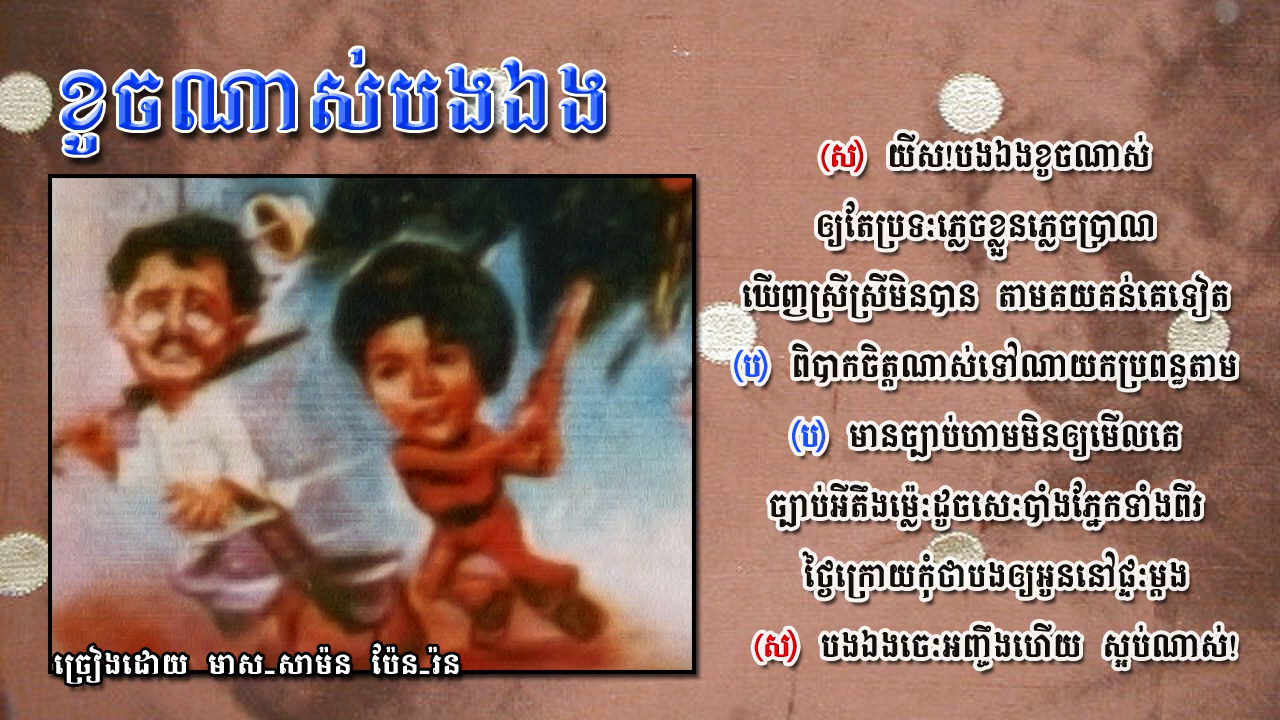 ខូចណាស់បងឯង
(ស) យីស!បងឯងខូចណាស់
ឲ្យតែប្រទះភ្លេចខ្លួនភ្លេចប្រាណ
ឃើញស្រីស្រីមិនបាន តាមគយគន់គេទៀត
(ប) ពិបាកចិត្តណាស់ទៅណាយកប្រពន្ធតាម
(ប) មានច្បាប់ហាមមិនឲ្យមើលគេ
ច្បាប់អីតឹងម៉្លេះដូចសេះបាំងភ្នែកទាំងពីរ
ថ្ងៃក្រោយកុំថាបងឲ្យអូននៅផ្ទះម្ដង
(ស) បងឯងចេះអញ្ចឹងហើយ ស្អប់ណាស់!
ច្រៀងដោយ មាស-សាម៉ន ប៉ែន-រ៉ន